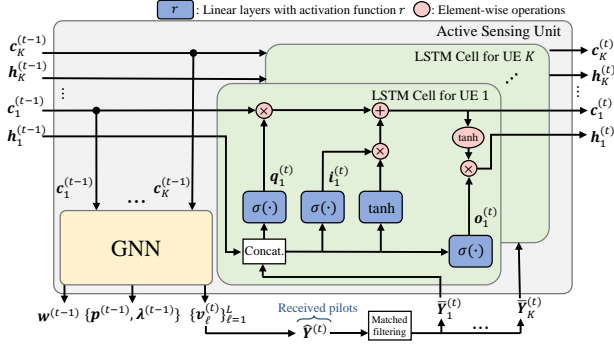 r : Linear layers with activation function r : Element-wise operations
Active Sensing Unit
c_K^(t−1) c_K^(t)
LSTM Cell for UE K
h_K^(t−1) h_K^(t)
⋮ ⋰ ⋮
LSTM Cell for UE 1
c_1^(t−1) × + c_1^(t)
h_1^(t−1) tanh h_1^(t)
× ×
q_1^(t) i_1^(t)
c_1^(t−1) ... c_K^(t−1)
σ(·) σ(·) tanh o_1^(t)
GNN Concat. σ(·)
w^(t−1) {p^(t−1), λ^(t−1)} {v_ℓ^(t)}_{ℓ=1}^L Ȳ_1^(t) Ȳ_K^(t)
Received pilots
Ŷ^(t) Matched filtering ...